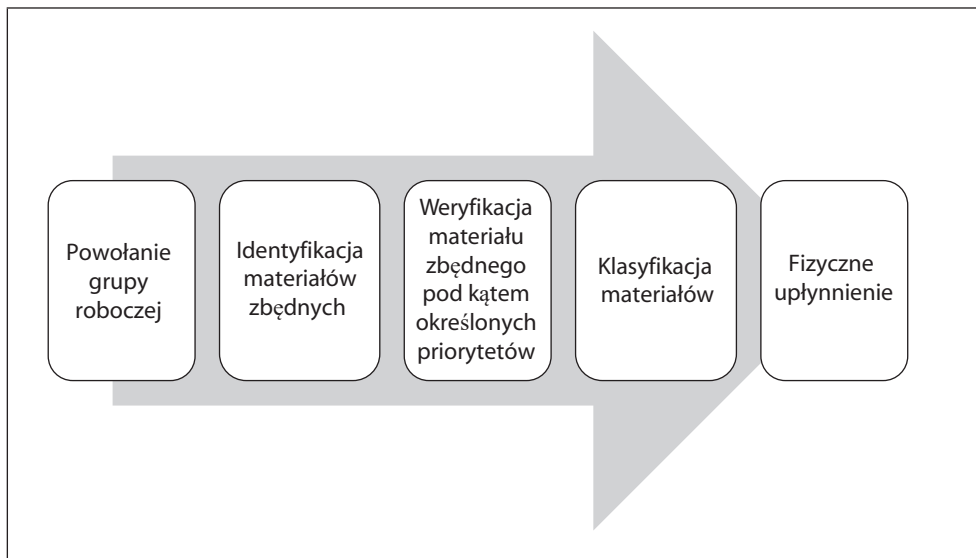 Powołanie
grupy
roboczej
Identyfikacja
materiałów
zbędnych
Weryfikacja
materiału
zbędnego
pod kątem
określonych
priorytetów
Klasyfikacja
materiałów
Fizyczne
upłynnienie